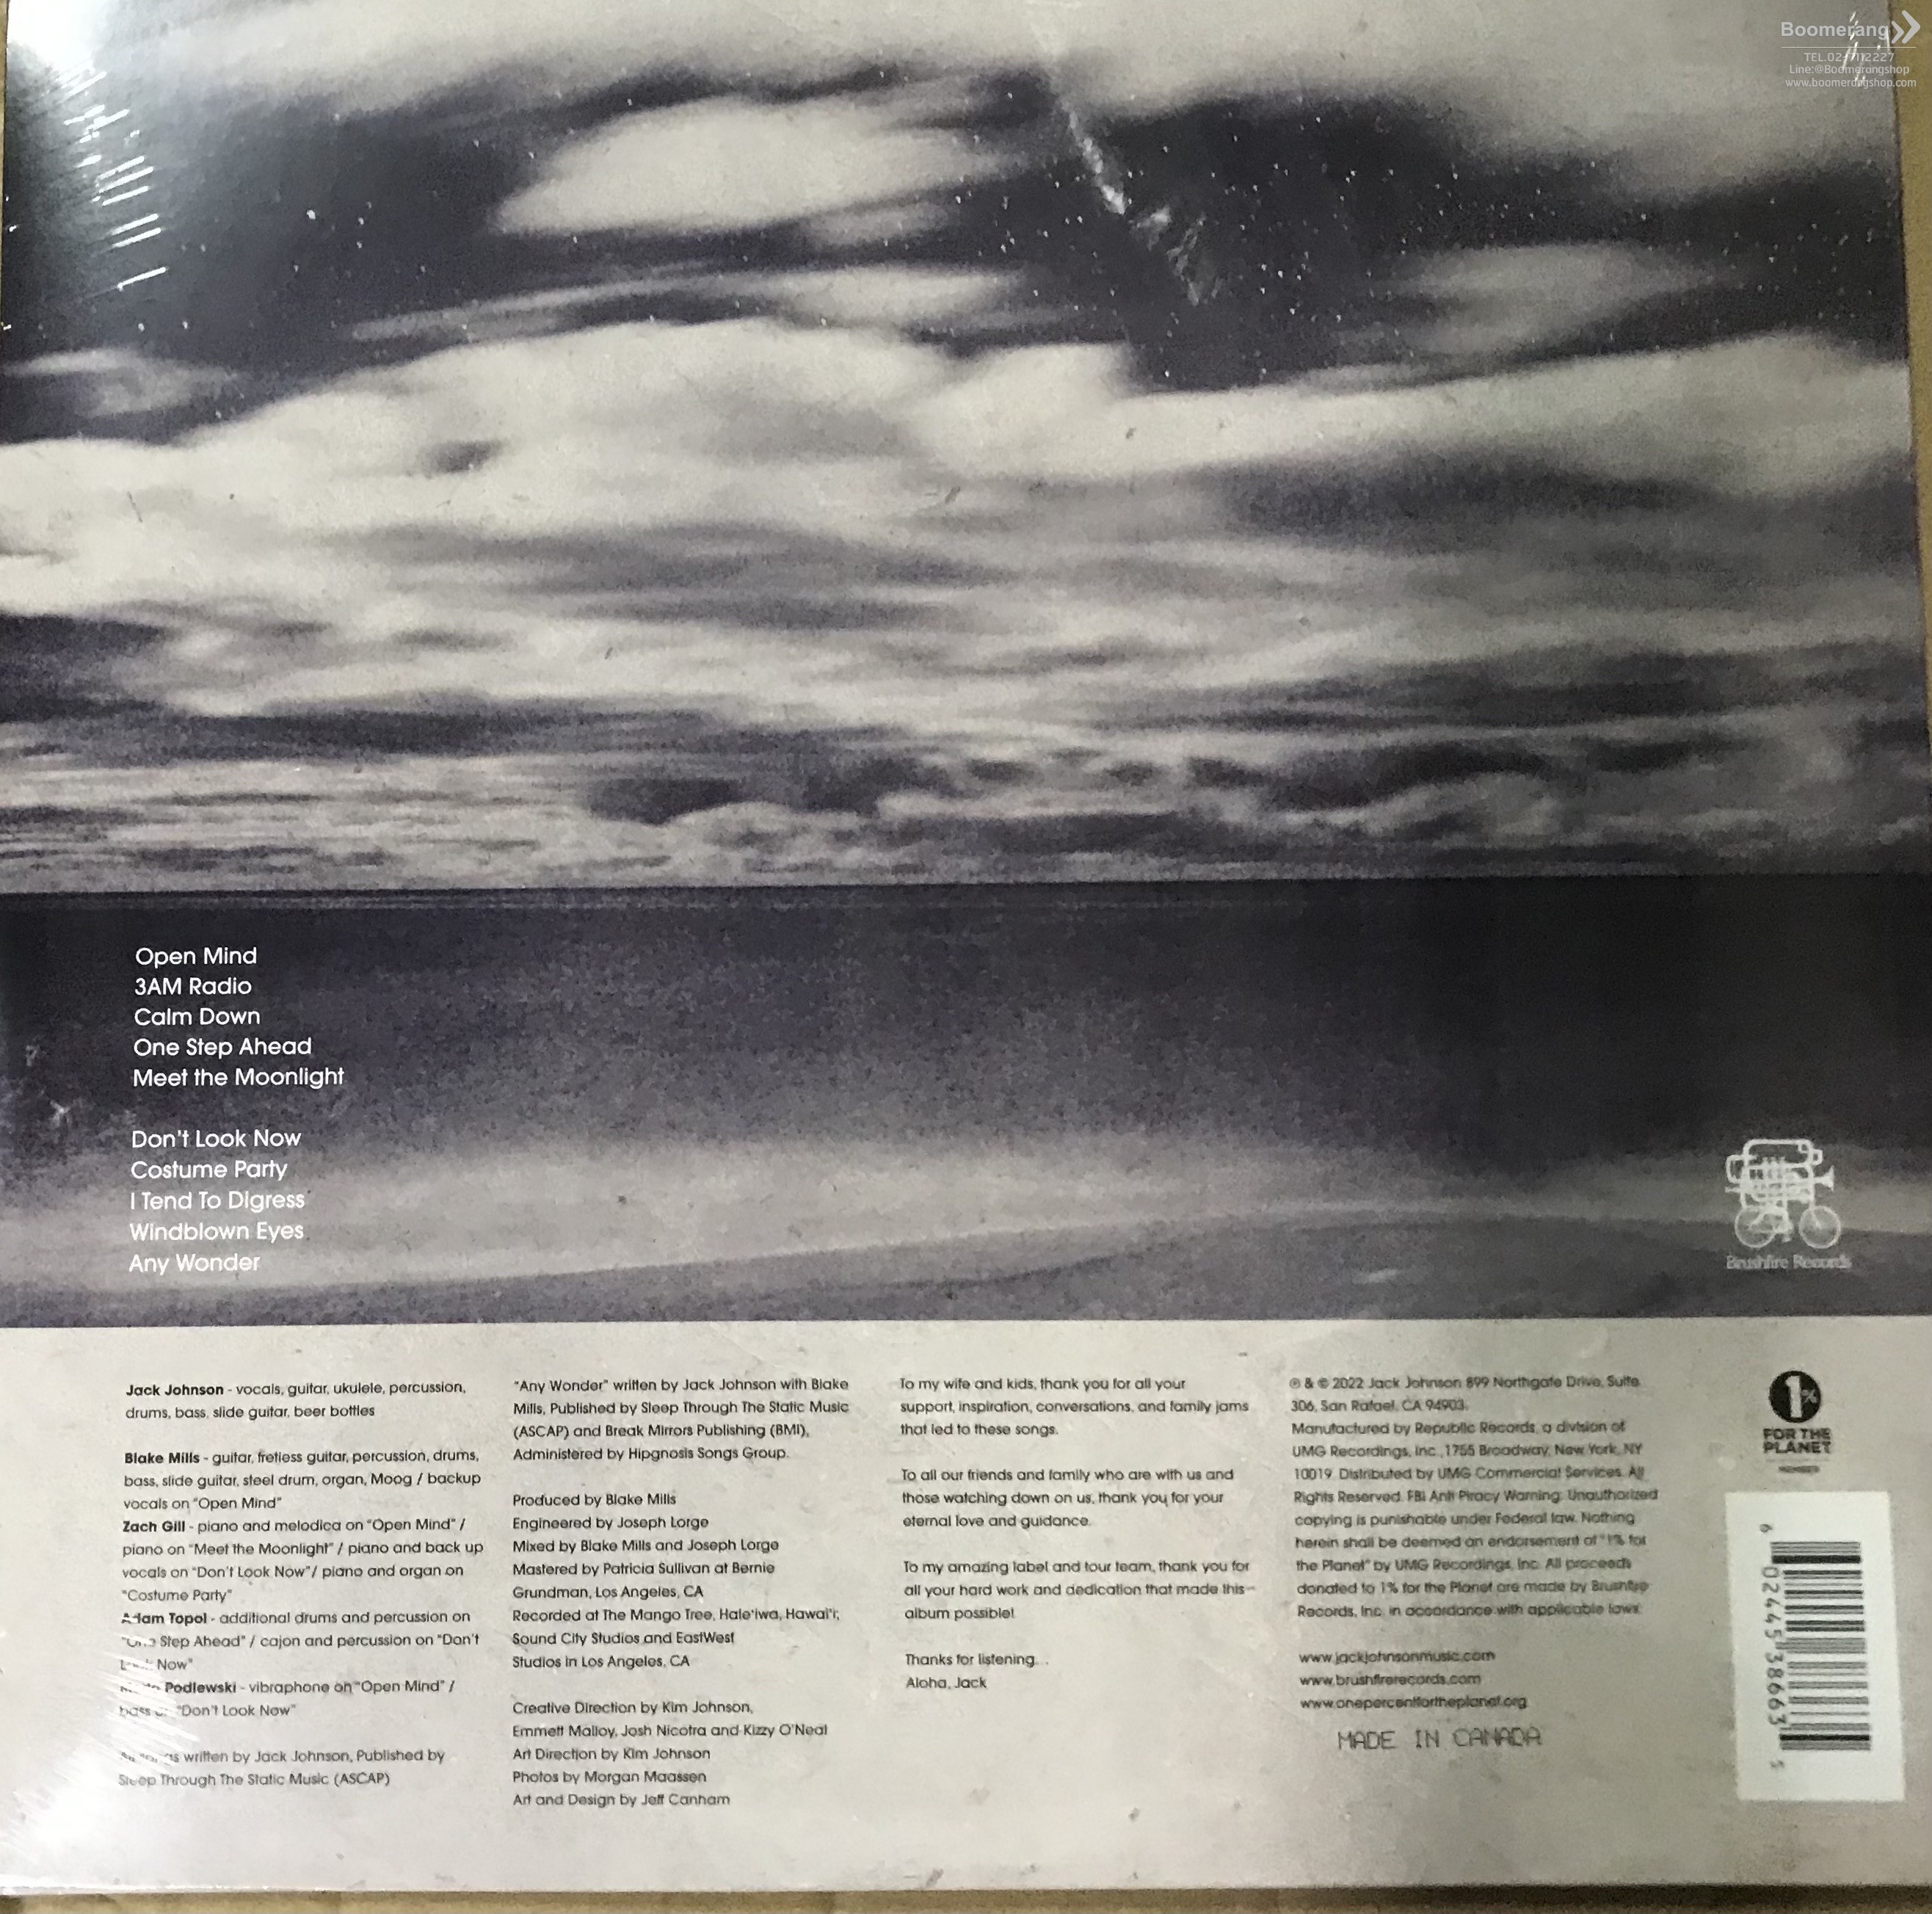 Boomerang
Line:@Boomerangshop
www.boomerangshop.com
Open Mind
3AM Radio
Calm Down
One Step Ahead
Meet the Moonlight
Don't Look Now
Costume Party
I Tend To Digress
Windblown Eyes
Any Wonder
Brushfire Records
Jack Johnson - vocals, guitar, ukulele, percussion,
drums, bass, slide guitar, beer bottles
Blake Mills - guitar, fretless guitar, percussion, drums,
bass, slide guitar, steel drum, organ, Moog / backup
vocals on "Open Mind"
Zach Gill - piano and melodica on "Open Mind" /
piano on "Meet the Moonlight" / piano and back up
vocals on "Don't Look Now"/ piano and organ on
"Costume Party"
Adam Topol - additional drums and percussion on
"One Step Ahead" / cajon and percussion on "Don't
Look Now"
Podlewski - vibraphone on "Open Mind" /
bass on "Don't Look Now"
written by Jack Johnson, Published by
Sleep Through The Static Music (ASCAP)
"Any Wonder" written by Jack Johnson with Blake
Mills, Published by Sleep Through The Static Music
(ASCAP) and Break Mirrors Publishing (BMI),
Administered by Hipgnosis Songs Group.
Produced by Blake Mills
Engineered by Joseph Lorge
Mixed by Blake Mills and Joseph Lorge
Mastered by Patricia Sullivan at Bernie
Grundman, Los Angeles, CA
Recorded at The Mango Tree, Hale'iwa, Hawai'i;
Sound City Studios and EastWest
Studios in Los Angeles, CA
Creative Direction by Kim Johnson,
Emmett Malloy, Josh Nicotra and Kizzy O'Neal
Art Direction by Kim Johnson
Photos by Morgan Maassen
Art and Design by Jeff Canham
To my wife and kids, thank you for all your
support, inspiration, conversations, and family jams
that led to these songs.
To all our friends and family who are with us and
those watching down on us, thank you for your
eternal love and guidance.
To my amazing label and tour team, thank you for
all your hard work and dedication that made this
album possible!
Thanks for listening. . .
Aloha, Jack
℗ & © 2022 Jack Johnson 899 Northgate Drive, Suite
306, San Rafael, CA 94903.
Manufactured by Republic Records, a division of
UMG Recordings, Inc., 1755 Broadway, New York, NY
10019. Distributed by UMG Commercial Services. All
Rights Reserved. FBI Anti Piracy Warning: Unauthorized
copying is punishable under Federal law. Nothing
herein shall be deemed an endorsement of "1% for
the Planet" by UMG Recordings, Inc. All proceeds
donated to 1% for the Planet are made by Brushfire
Records, Inc. in accordance with applicable laws.
www.jackjohnsonmusic.com
www.brushfirerecords.com
www.onepercentfortheplanet.org
MADE IN CANADA
1%
FOR THE
PLANET
MEMBER
6 02445 38663 5